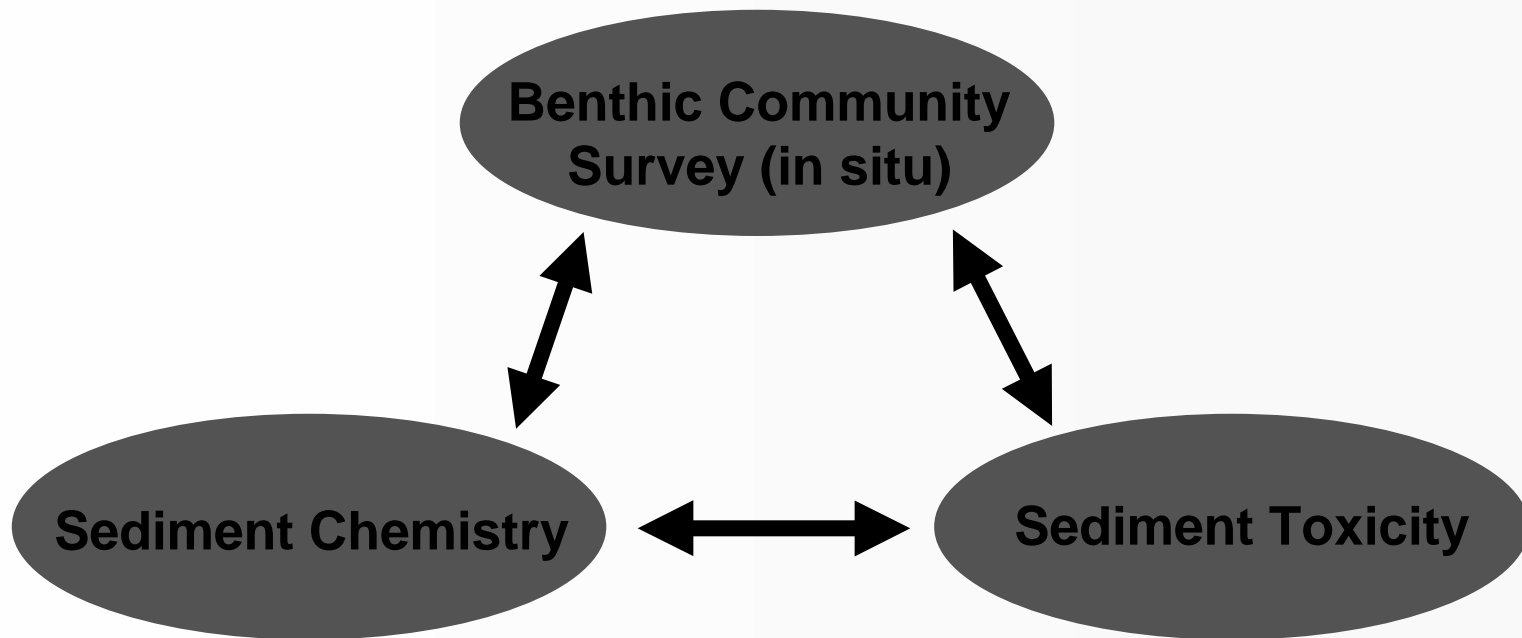 Benthic Community
Survey (in situ)
Sediment Chemistry
Sediment Toxicity